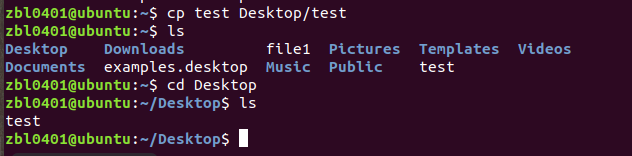 zbl0401@ubuntu:~$ cp test Desktop/test
zbl0401@ubuntu:~$ ls
Desktop Downloads file1 Pictures Templates Videos
Documents examples.desktop Music Public test
zbl0401@ubuntu:~$ cd Desktop
zbl0401@ubuntu:~/Desktop$ ls
test
zbl0401@ubuntu:~/Desktop$